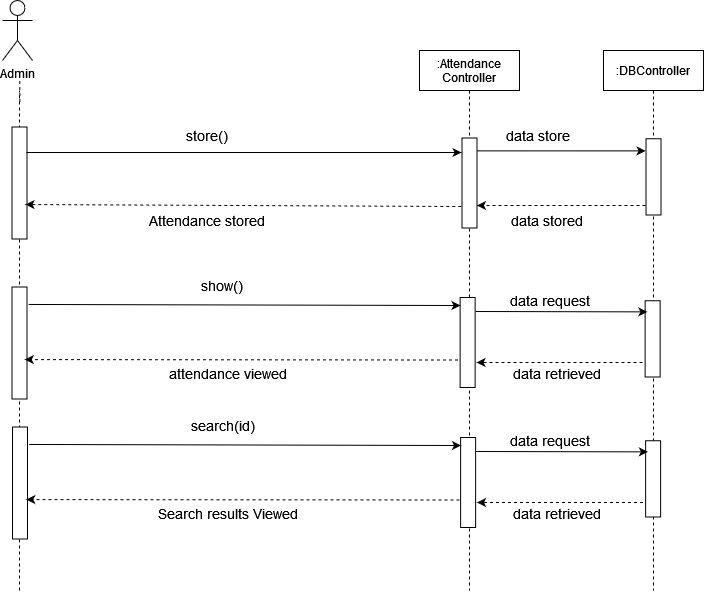 Admin
:Attendance
Controller
:DBController
store()
data store
Attendance stored
data stored
show()
data request
attendance viewed
data retrieved
search(id)
data request
Search results Viewed
data retrieved